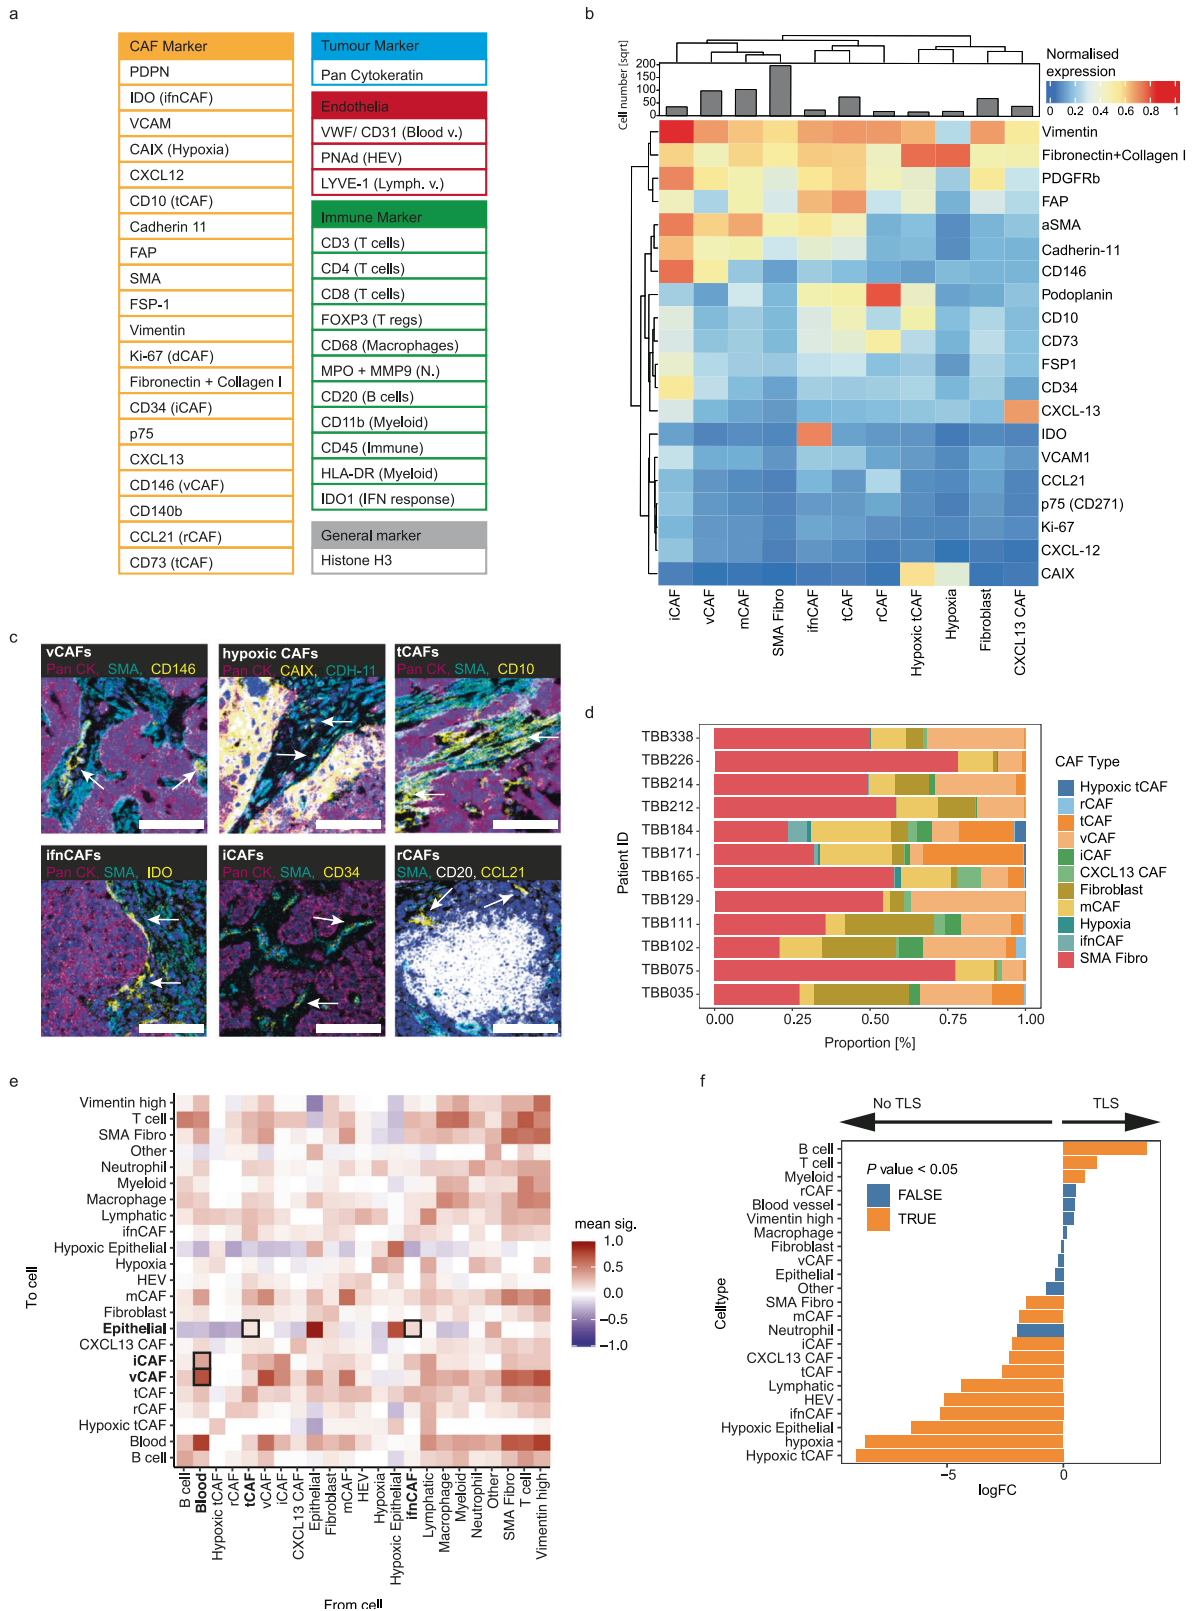 a
CAF Marker
PDPN
IDO (ifnCAF)
VCAM
CAIX (Hypoxia)
CXCL12
CD10 (tCAF)
Cadherin 11
FAP
SMA
FSP-1
Vimentin
Ki-67 (dCAF)
Fibronectin + Collagen I
CD34 (iCAF)
p75
CXCL13
CD146 (vCAF)
CD140b
CCL21 (rCAF)
CD73 (tCAF)
Tumour Marker
Pan Cytokeratin
Endothelia
VWF/ CD31 (Blood v.)
PNAd (HEV)
LYVE-1 (Lymph. v.)
Immune Marker
CD3 (T cells)
CD4 (T cells)
CD8 (T cells)
FOXP3 (T regs)
CD68 (Macrophages)
MPO + MMP9 (N.)
CD20 (B cells)
CD11b (Myeloid)
CD45 (Immune)
HLA-DR (Myeloid)
IDO1 (IFN response)
General marker
Histone H3
b
Cell number [sqrt]
200
150
100
50
0
Normalised
expression
0 0.2 0.4 0.6 0.8 1
Vimentin
Fibronectin+Collagen I
PDGFRb
FAP
aSMA
Cadherin-11
CD146
Podoplanin
CD10
CD73
FSP1
CD34
CXCL-13
IDO
VCAM1
CCL21
p75 (CD271)
Ki-67
CXCL-12
CAIX
iCAF
vCAF
mCAF
SMA Fibro
ifnCAF
tCAF
rCAF
Hypoxic tCAF
Hypoxia
Fibroblast
CXCL13 CAF
c
vCAFs
Pan CK, SMA, CD146
hypoxic CAFs
Pan CK, CAIX, CDH-11
tCAFs
Pan CK, SMA, CD10
ifnCAFs
Pan CK, SMA, IDO
iCAFs
Pan CK, SMA, CD34
rCAFs
SMA, CD20, CCL21
d
Patient ID
TBB338
TBB226
TBB214
TBB212
TBB184
TBB171
TBB165
TBB129
TBB111
TBB102
TBB075
TBB035
0.00 0.25 0.50 0.75 1.00
Proportion [%]
CAF Type
Hypoxic tCAF
rCAF
tCAF
vCAF
iCAF
CXCL13 CAF
Fibroblast
mCAF
Hypoxia
ifnCAF
SMA Fibro
e
To cell
Vimentin high
T cell
SMA Fibro
Other
Neutrophil
Myeloid
Macrophage
Lymphatic
ifnCAF
Hypoxic Epithelial
Hypoxia
HEV
mCAF
Fibroblast
Epithelial
CXCL13 CAF
iCAF
vCAF
tCAF
rCAF
Hypoxic tCAF
Blood
B cell
B cell
Blood
Hypoxic tCAF
rCAF
tCAF
vCAF
iCAF
CXCL13 CAF
Epithelial
Fibroblast
mCAF
HEV
Hypoxia
Hypoxic Epithelial
ifnCAF
Lymphatic
Macrophage
Myeloid
Neutrophil
Other
SMA Fibro
T cell
Vimentin high
From cell
mean sig.
1.0
0.5
0.0
−0.5
−1.0
f
No TLS
TLS
P value < 0.05
FALSE
TRUE
Celltype
B cell
T cell
Myeloid
rCAF
Blood vessel
Vimentin high
Macrophage
Fibroblast
vCAF
Epithelial
Other
SMA Fibro
mCAF
Neutrophil
iCAF
CXCL13 CAF
tCAF
Lymphatic
HEV
ifnCAF
Hypoxic Epithelial
hypoxia
Hypoxic tCAF
−5 0
logFC